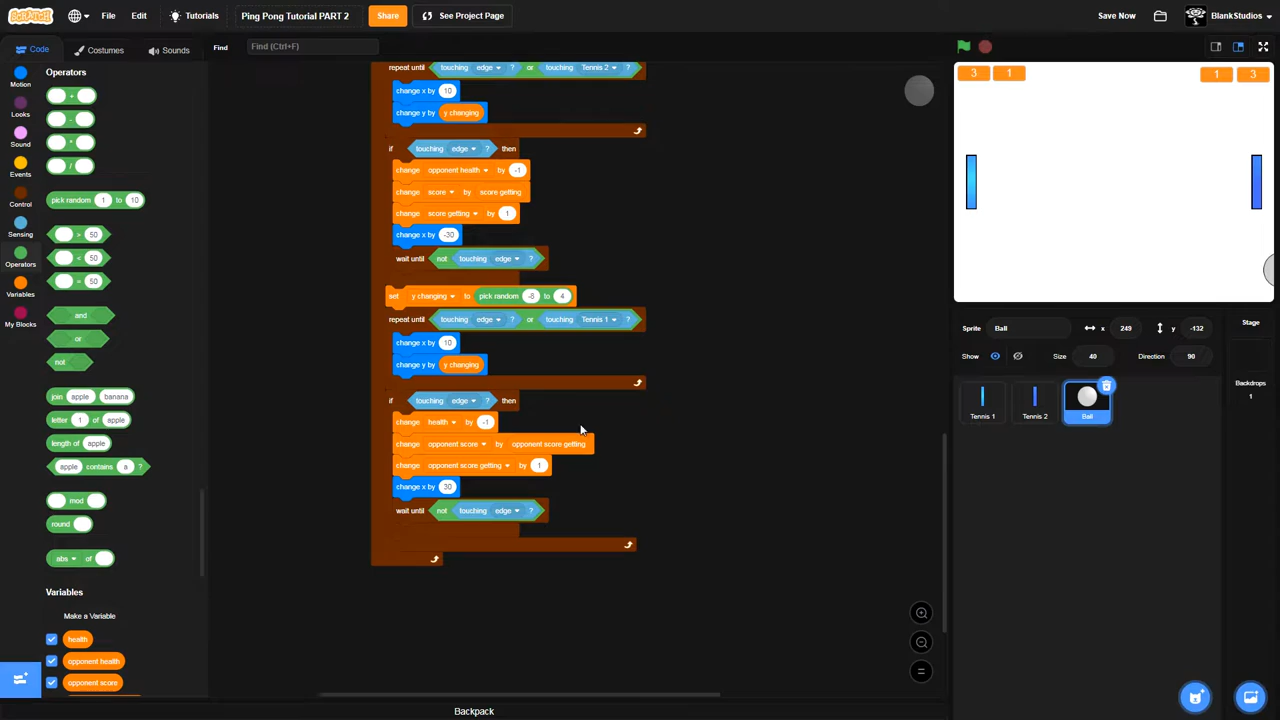 SCRATCH File Edit Tutorials Ping Pong Tutorial PART 2 Share See Project Page Save Now BlankStudios
Code Costumes Sounds Find Find (Ctrl+F)
Motion
Looks
Sound
Events
Control
Sensing
Operators
Variables
My Blocks
Operators
+
-
*
/
pick random 1 to 10
> 50
< 50
= 50
and
or
not
join apple banana
letter 1 of apple
length of apple
apple contains a ?
mod
round
abs of
Variables
Make a Variable
health
opponent health
opponent score
repeat until touching edge ? or touching Tennis 2 ?
change x by 10
change y by y changing
if touching edge ? then
change opponent health by -1
change score by score getting
change score getting by 1
change x by -30
wait until not touching edge ?
set y changing to pick random -5 to 4
repeat until touching edge ? or touching Tennis 1 ?
change x by 10
change y by y changing
if touching edge ? then
change health by -1
change opponent score by opponent score getting
change opponent score getting by 1
change x by 30
wait until not touching edge ?
=
3 1 1 3
Sprite Ball x 249 y -132
Show Size 40 Direction 90
Tennis 1 Tennis 2 Ball
Stage
Backdrops
1
Backpack